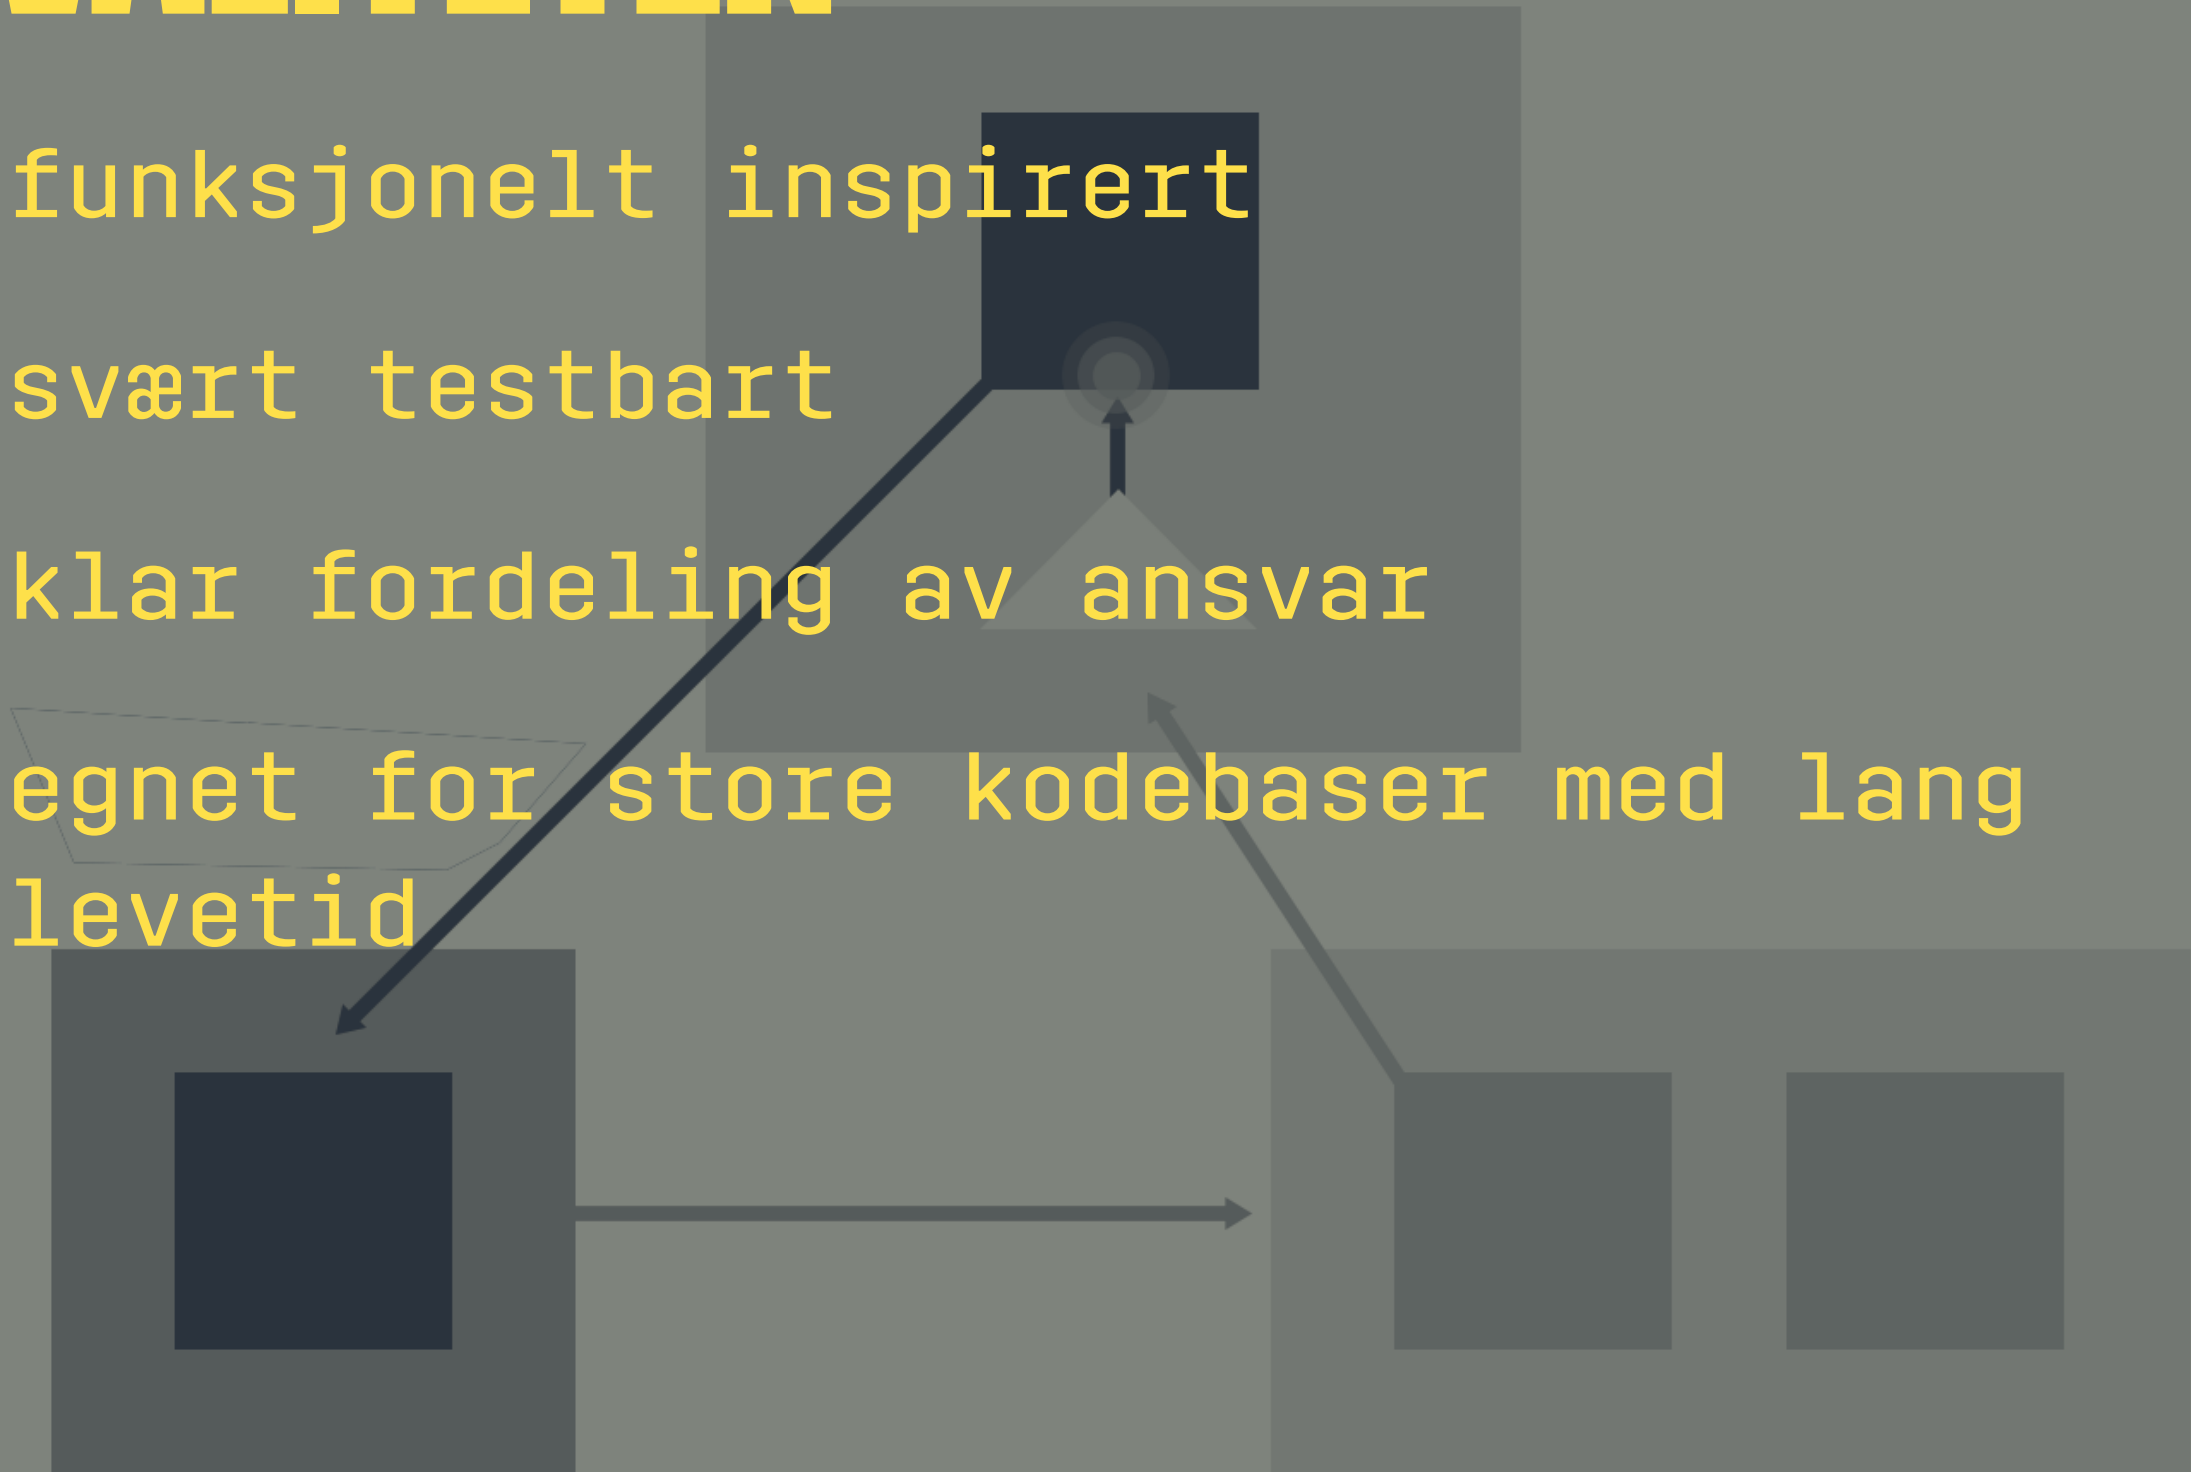 funksjonelt inspirert
svært testbart
klar fordeling av ansvar
egnet for store kodebaser med lang
levetid